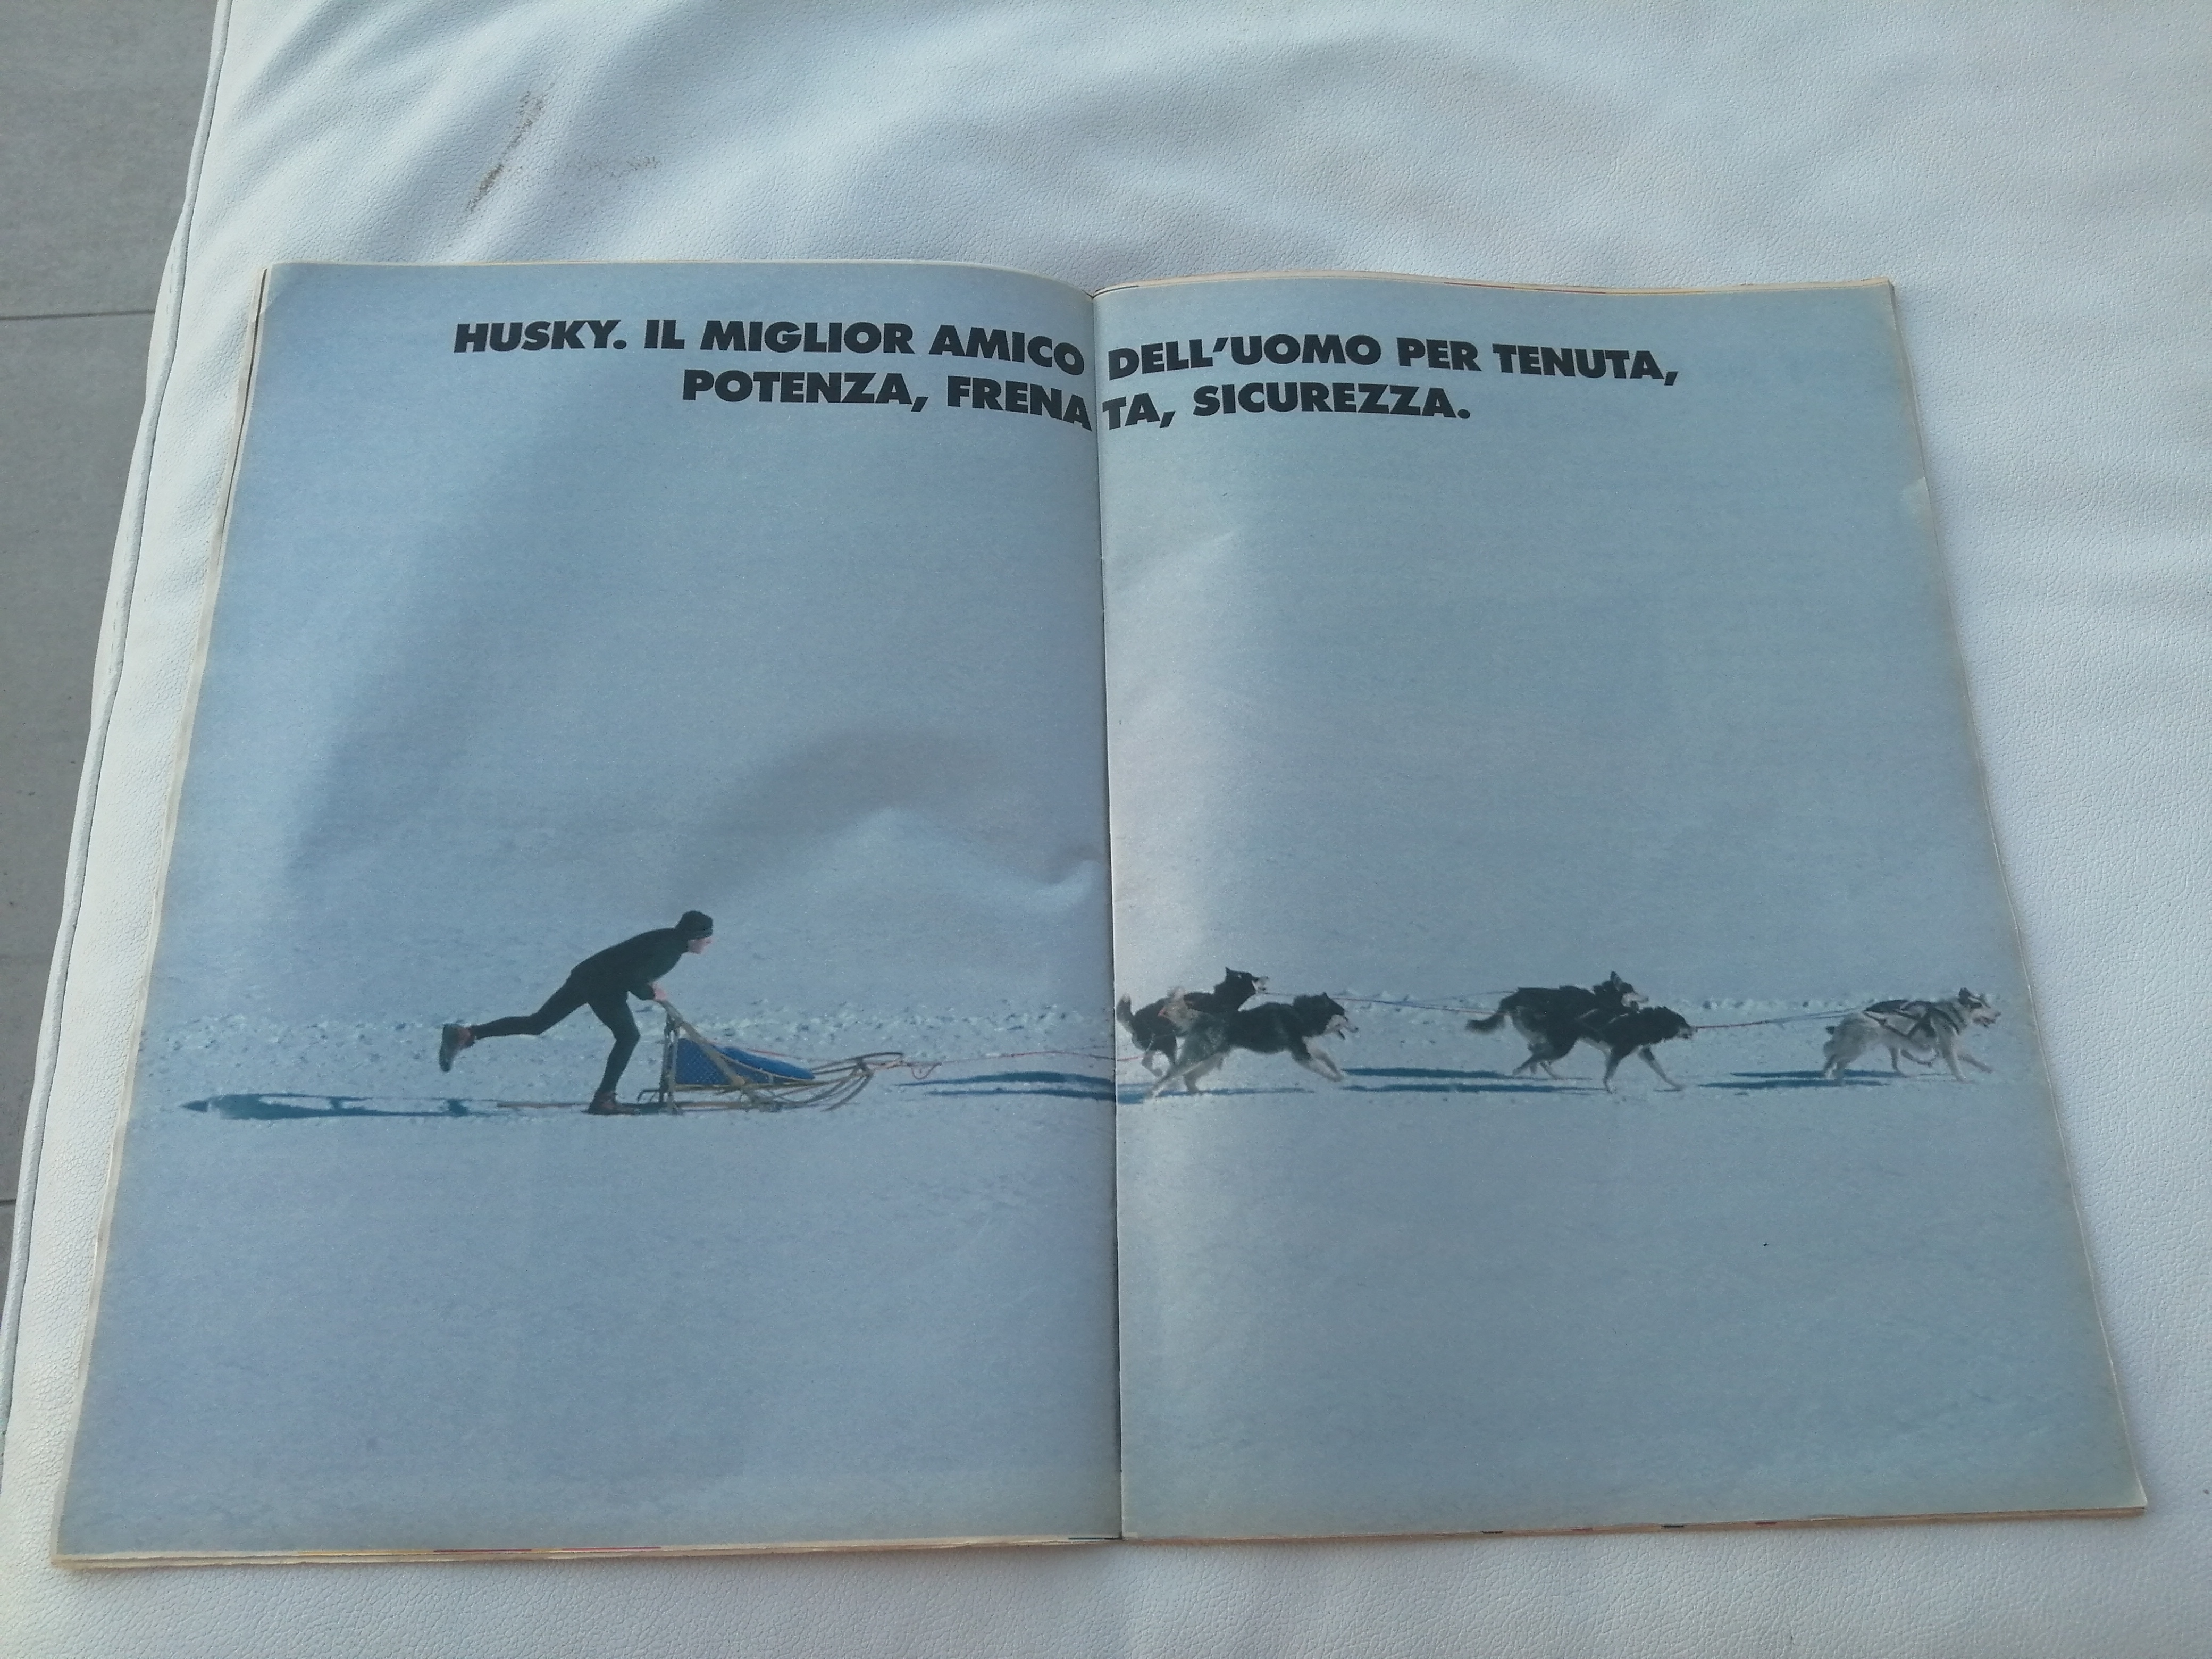 HUSKY. IL MIGLIOR AMICO DELL'UOMO PER TENUTA,
POTENZA, FRENATA, SICUREZZA.